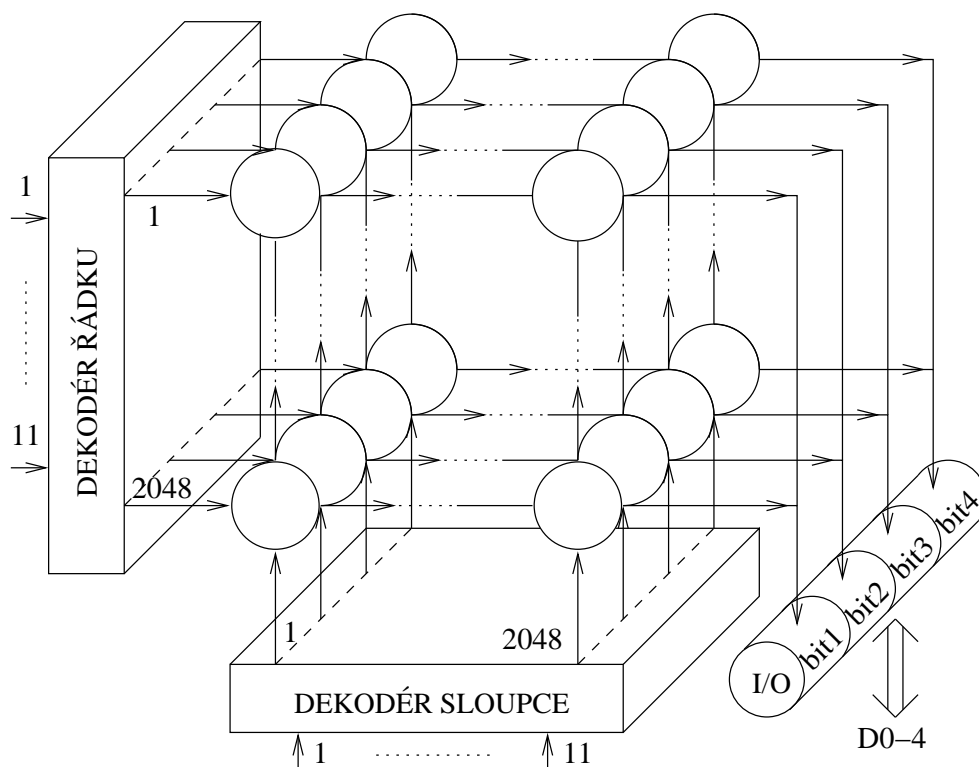 1
1
DEKODÉR ŘÁDKU
11
2048
1
2048
bit4
bit3
bit2
bit1
I/O
DEKODÉR SLOUPCE
D0–4
1
11